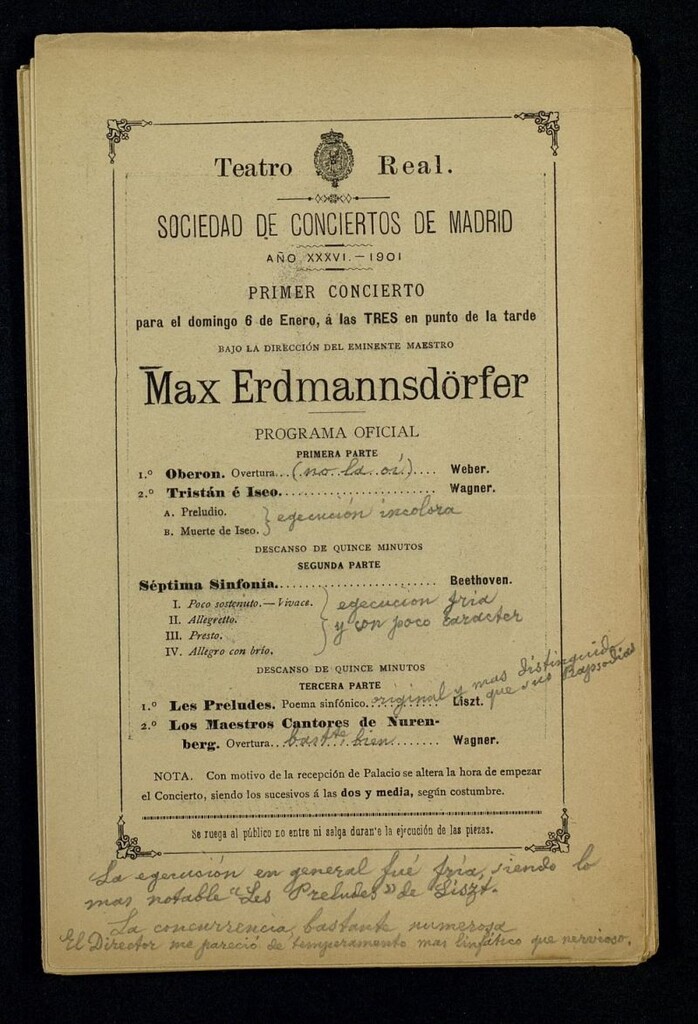 Teatro Real.
SOCIEDAD DE CONCIERTOS DE MADRID
AÑO XXXVI.—1901
PRIMER CONCIERTO
para el domingo 6 de Enero, á las TRES en punto de la tarde
BAJO LA DIRECCIÓN DEL EMINENTE MAESTRO
Max Erdmannsdörfer
PROGRAMA OFICIAL
PRIMERA PARTE
1.º Oberon. Overtura... (no la oí).... Weber.
2.º Tristán é Iseo........................ Wagner.
A. Preludio.
B. Muerte de Iseo. } egecución incolora
DESCANSO DE QUINCE MINUTOS
SEGUNDA PARTE
Séptima Sinfonía........................... Beethoven.
I. Poco sostenuto.—Vivace. } egecucion fria
II. Allegretto. y con poco caracter
III. Presto.
IV. Allegro con brío.
DESCANSO DE QUINCE MINUTOS
TERCERA PARTE
1.º Les Preludes. Poema sinfónico.. original y mas distinguido Liszt. que sus Rapsodias
2.º Los Maestros Cantores de Nuren-
berg. Overtura.. bastte bien ..... Wagner.
NOTA. Con motivo de la recepción de Palacio se altera la hora de empezar
el Concierto, siendo los sucesivos á las dos y media, según costumbre.
Se ruega al público no entre ni salga durante la ejecución de las piezas.
La egecusión en general fué fría, siendo lo
mas notable "Les Preludes" de Liszt.
La concurrencia bastante numerosa
El Director me pareció de temperamento mas linfático que nervioso.